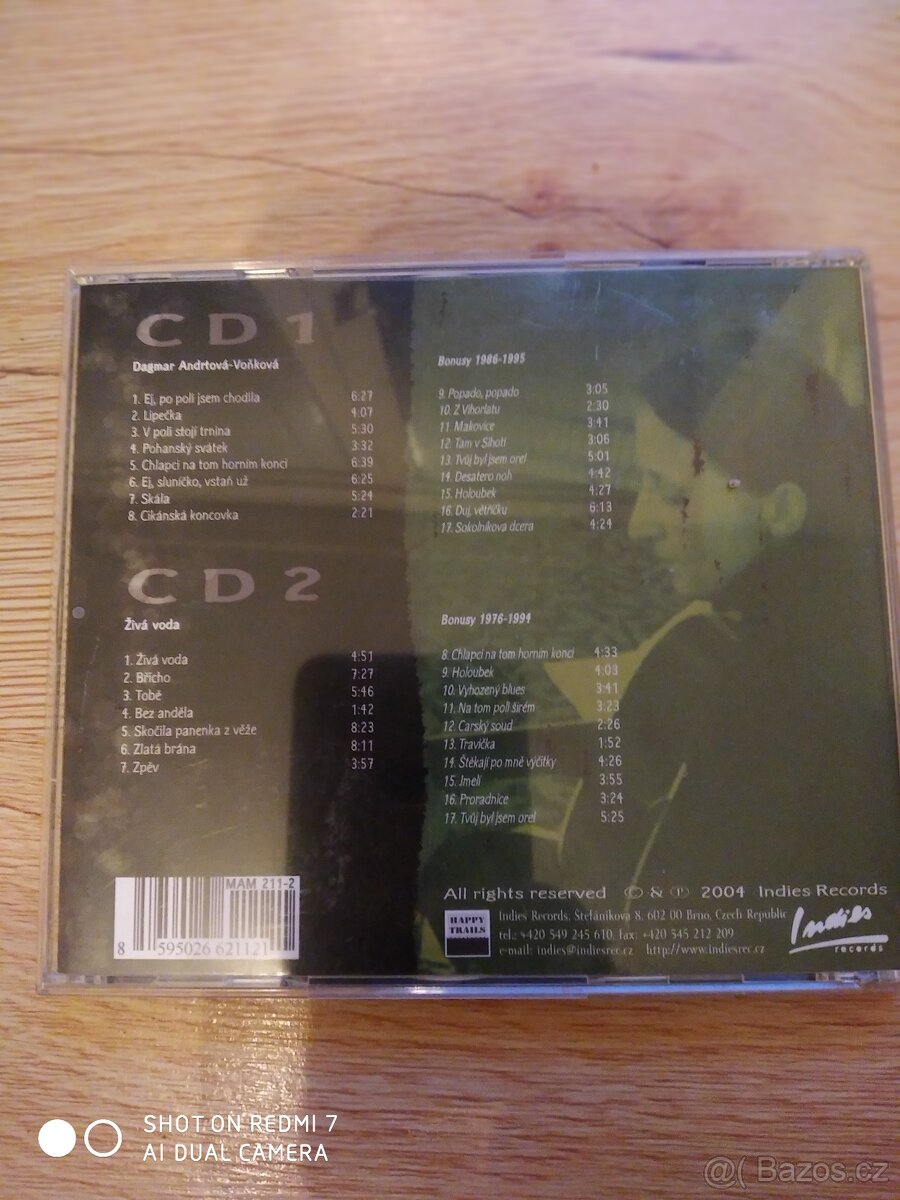 CD 1
Dagmar Andrtová-Voňková
1. Ej, po poli jsem chodila 6:27
2. Lipečka 4:07
3. V poli stojí trnina 5:30
4. Pohanský svátek 3:32
5. Chlapci na tom horním konci 6:39
6. Ej, sluníčko, vstaň už 6:25
7. Skála 5:24
8. Cikánská koncovka 2:21
Bonusy 1986-1995
9. Popado, popado 3:05
10. Z Vihorlatu 2:30
11. Makovice 3:41
12. Tam v Sihoti 3:06
13. Tvůj byl jsem orel 5:01
14. Desatero noh 4:42
15. Holoubek 4:27
16. Duj, větříčku 6:13
17. Sokolníkova dcera 4:24
CD 2
Živá voda
1. Živá voda 4:51
2. Břicho 7:27
3. Tobě 5:46
4. Bez anděla 1:42
5. Skočila panenka z věže 8:23
6. Zlatá brána 8:11
7. Zpěv 3:57
Bonusy 1976-1994
8. Chlapci na tom horním konci 4:33
9. Holoubek 4:03
10. Vyhozený blues 3:41
11. Na tom poli širém 3:23
12. Carský soud 2:26
13. Travička 1:52
14. Štěkají po mně výčitky 4:26
15. Jmelí 3:55
16. Proradnice 3:24
17. Tvůj byl jsem orel 5:25
MAM 211-2
8 595026 621121
All rights reserved © & ℗ 2004 Indies Records
HAPPY
TRAILS
Indies Records, Štefánikova 8, 602 00 Brno, Czech Republic
tel.: +420 549 245 610, fax: +420 545 212 209
e-mail: indies@indiesrec.cz http://www.indiesrec.cz
Indies
records
SHOT ON REDMI 7
AI DUAL CAMERA
@( Bazos.cz